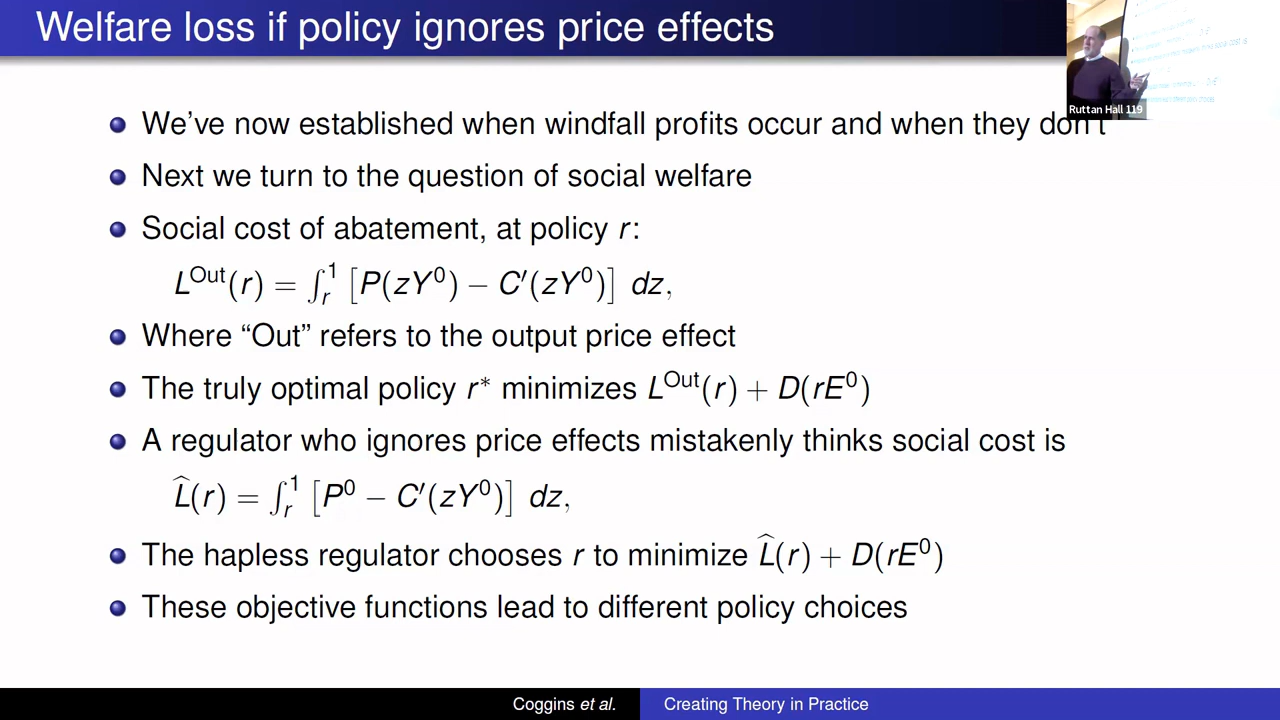 Welfare loss if policy ignores price effects
Ruttan Hall 119
We've now established when windfall profits occur and when they don't
Next we turn to the question of social welfare
Social cost of abatement, at policy r:
L^Out(r) = ∫_r^1 [P(zY^0) − C′(zY^0)] dz,
Where “Out” refers to the output price effect
The truly optimal policy r* minimizes L^Out(r) + D(rE^0)
A regulator who ignores price effects mistakenly thinks social cost is
L̂(r) = ∫_r^1 [P^0 − C′(zY^0)] dz,
The hapless regulator chooses r to minimize L̂(r) + D(rE^0)
These objective functions lead to different policy choices
Coggins et al.
Creating Theory in Practice